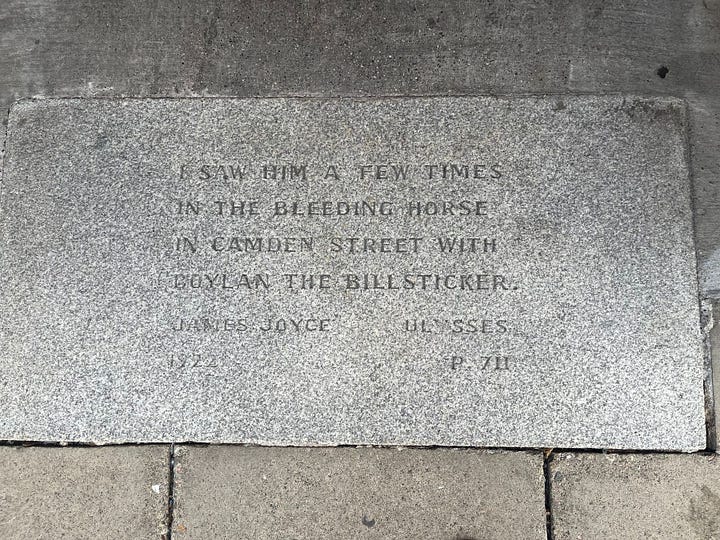 I SAW HIM A FEW TIMES
IN THE BLEEDING HORSE
IN CAMDEN STREET WITH
BOYLAN THE BILLSTICKER.
JAMES JOYCE ULYSSES
1922 P. 711